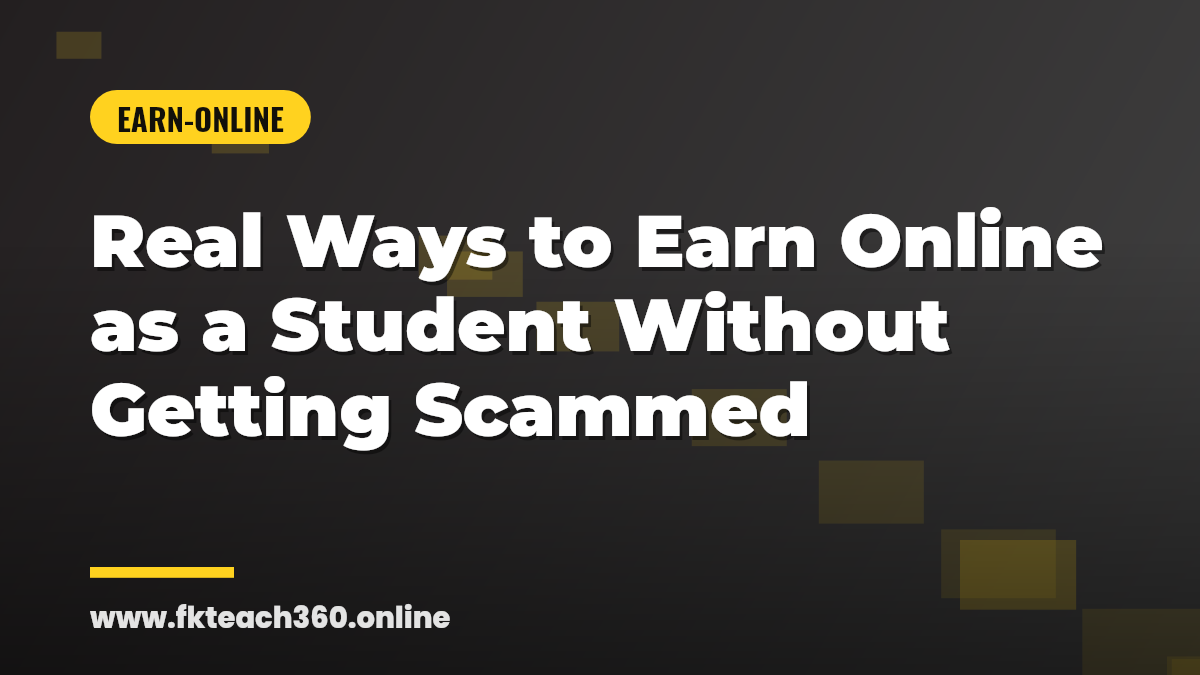 EARN-ONLINE
Real Ways to Earn Online
as a Student Without
Getting Scammed
www.fkteach360.online